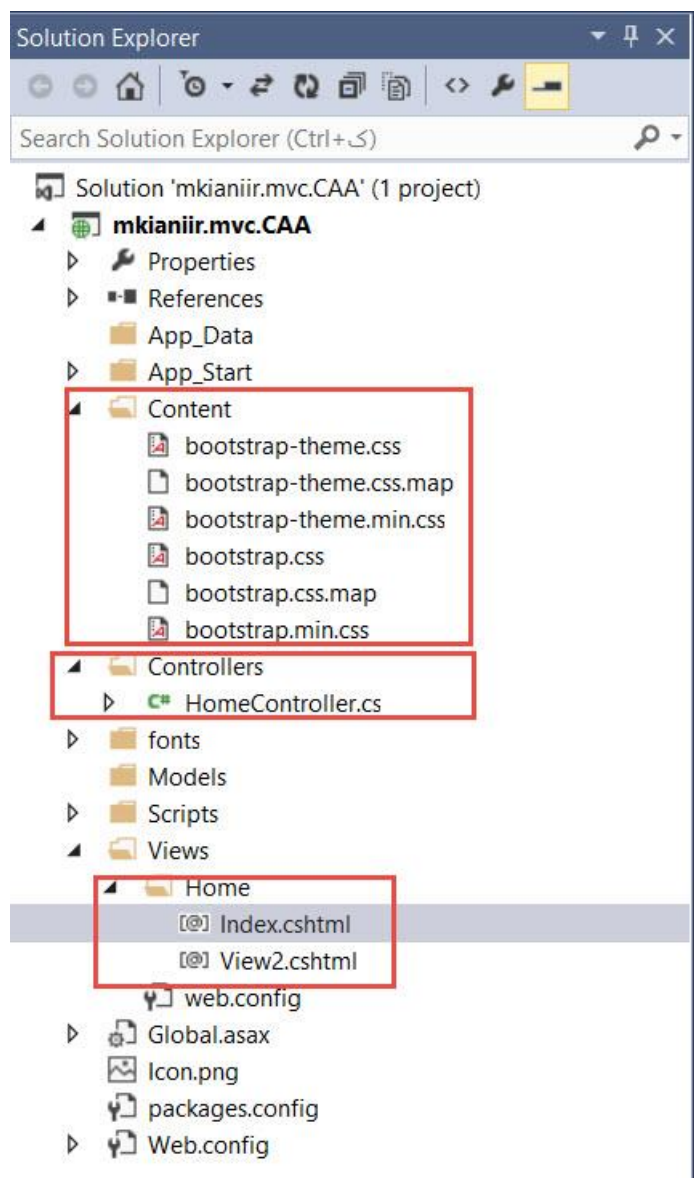 Solution Explorer
Search Solution Explorer (Ctrl+ک)
Solution 'mkianiir.mvc.CAA' (1 project)
mkianiir.mvc.CAA
Properties
References
App_Data
App_Start
Content
bootstrap-theme.css
bootstrap-theme.css.map
bootstrap-theme.min.css
bootstrap.css
bootstrap.css.map
bootstrap.min.css
Controllers
C# HomeController.cs
fonts
Models
Scripts
Views
Home
[@] Index.cshtml
[@] View2.cshtml
web.config
Global.asax
Icon.png
packages.config
Web.config